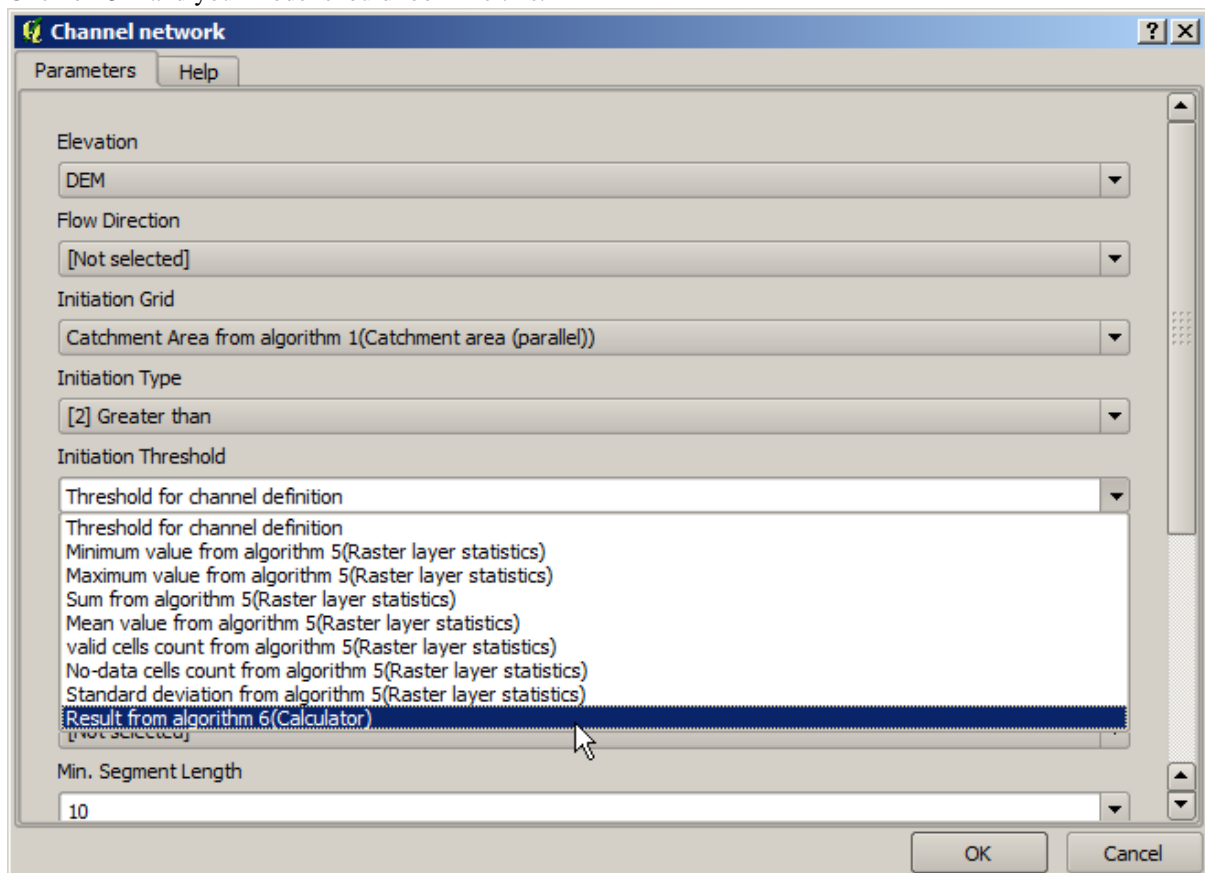 Channel network
Parameters Help
Elevation
DEM
Flow Direction
[Not selected]
Initiation Grid
Catchment Area from algorithm 1(Catchment area (parallel))
Initiation Type
[2] Greater than
Initiation Threshold
Threshold for channel definition
Threshold for channel definition
Minimum value from algorithm 5(Raster layer statistics)
Maximum value from algorithm 5(Raster layer statistics)
Sum from algorithm 5(Raster layer statistics)
Mean value from algorithm 5(Raster layer statistics)
valid cells count from algorithm 5(Raster layer statistics)
No-data cells count from algorithm 5(Raster layer statistics)
Standard deviation from algorithm 5(Raster layer statistics)
Result from algorithm 6(Calculator)
[Not selected]
Min. Segment Length
10
OK Cancel